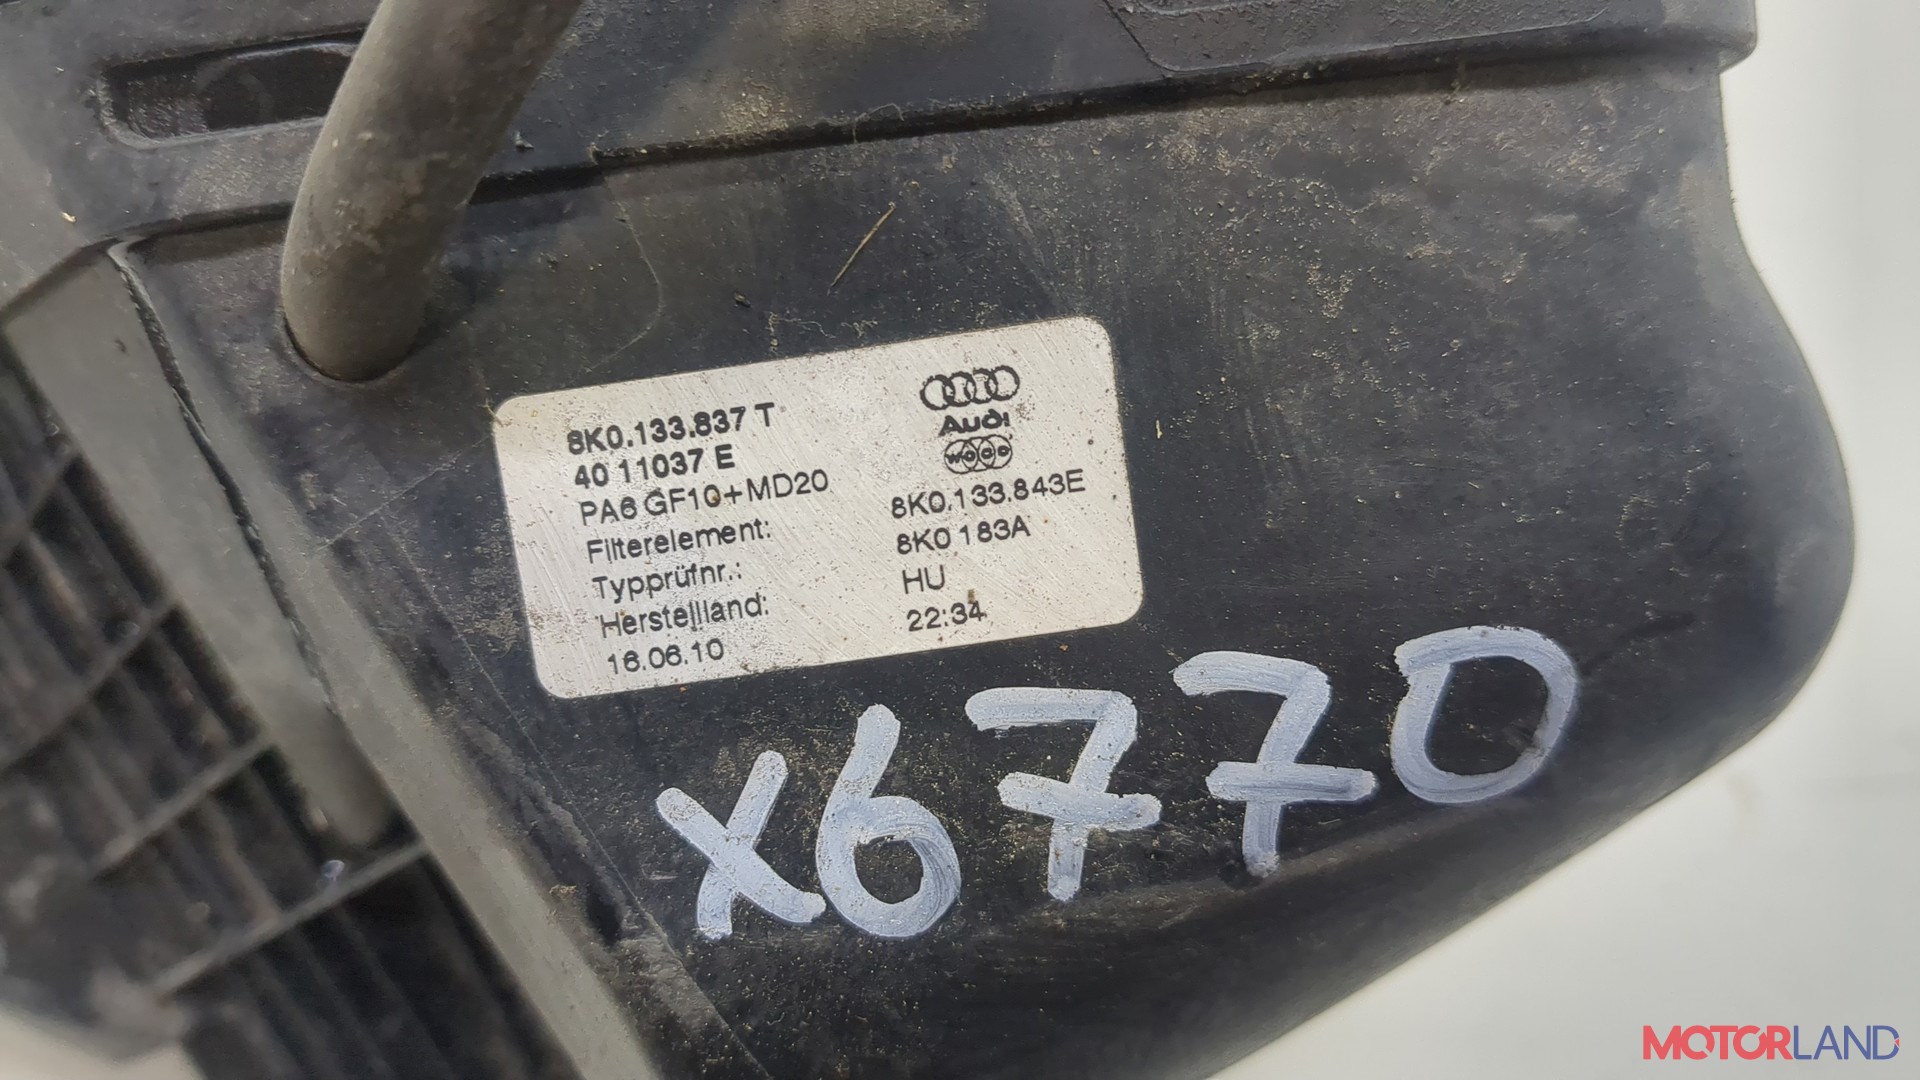 8K0.133.837 T
40 11037 E
PA6 GF10+MD20
Filterelement: 8K0.133.843E
Typprüfnr.: 8K0 183A
Herstellland: HU
16.06.10 22:34
Audi
x6770
MOTORLAND